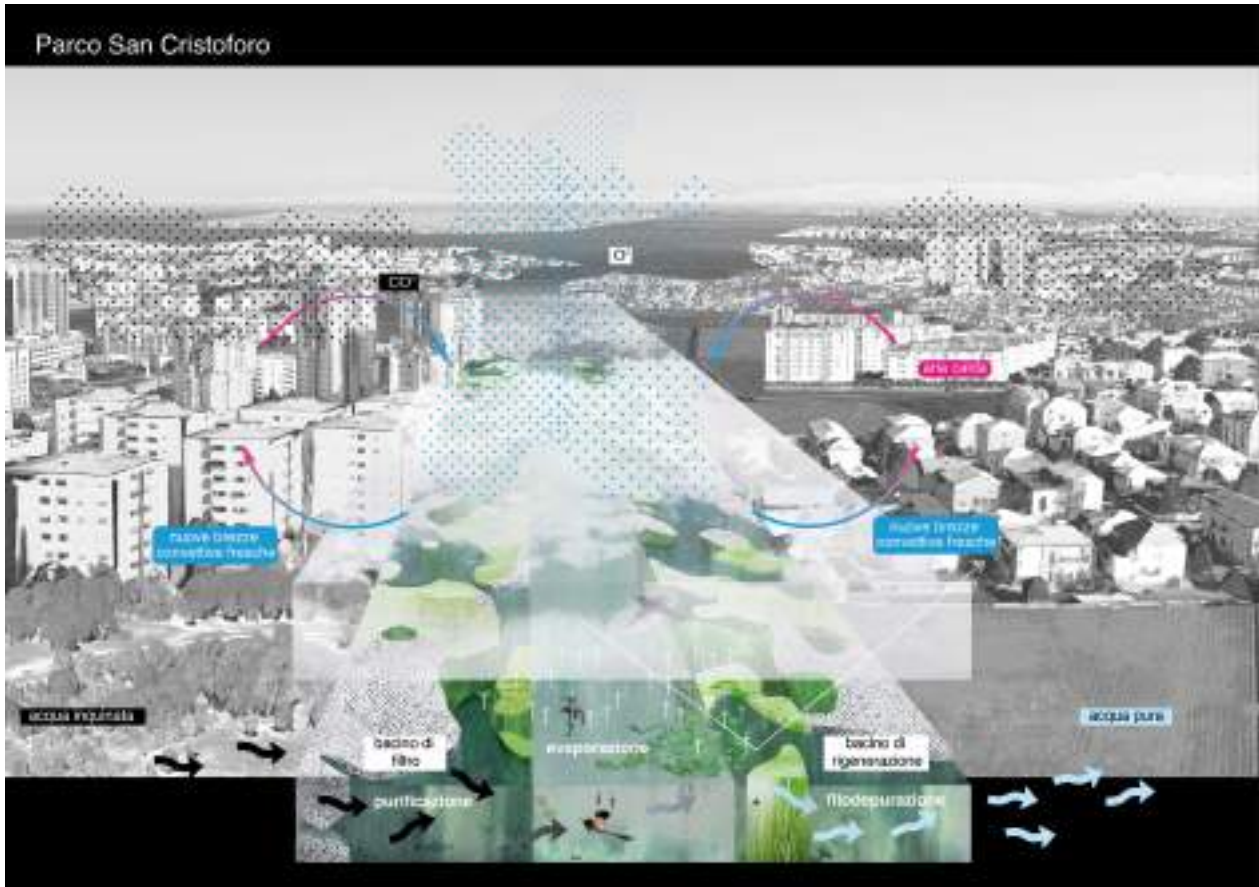 Parco San Cristoforo
O²
CO²
aria calda
nuove brezze
convettive fresche
nuove brezze
convettive fresche
acqua inquinata
acqua pura
bacino di
filtro
evaporazione
bacino di
rigenerazione
purificazione
fitodepurazione